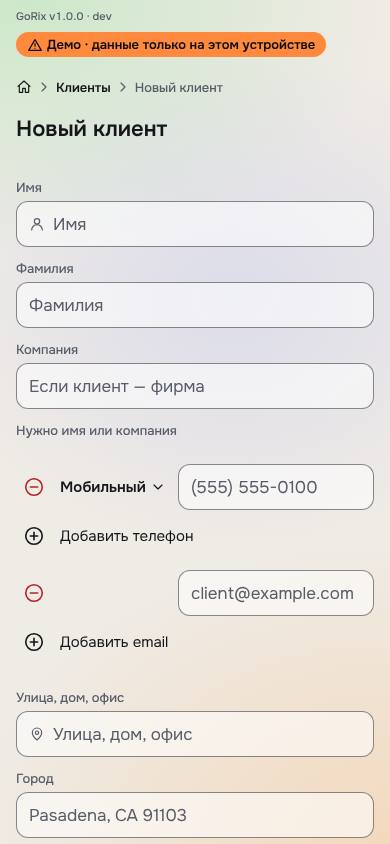 GoRix v1.0.0 · dev
Демо · данные только на этом устройстве
Клиенты
Новый клиент
Новый клиент
Имя
Имя
Фамилия
Фамилия
Компания
Если клиент — фирма
Нужно имя или компания
Мобильный (555) 555-0100
Добавить телефон
client@example.com
Добавить email
Улица, дом, офис
Улица, дом, офис
Город
Pasadena, CA 91103